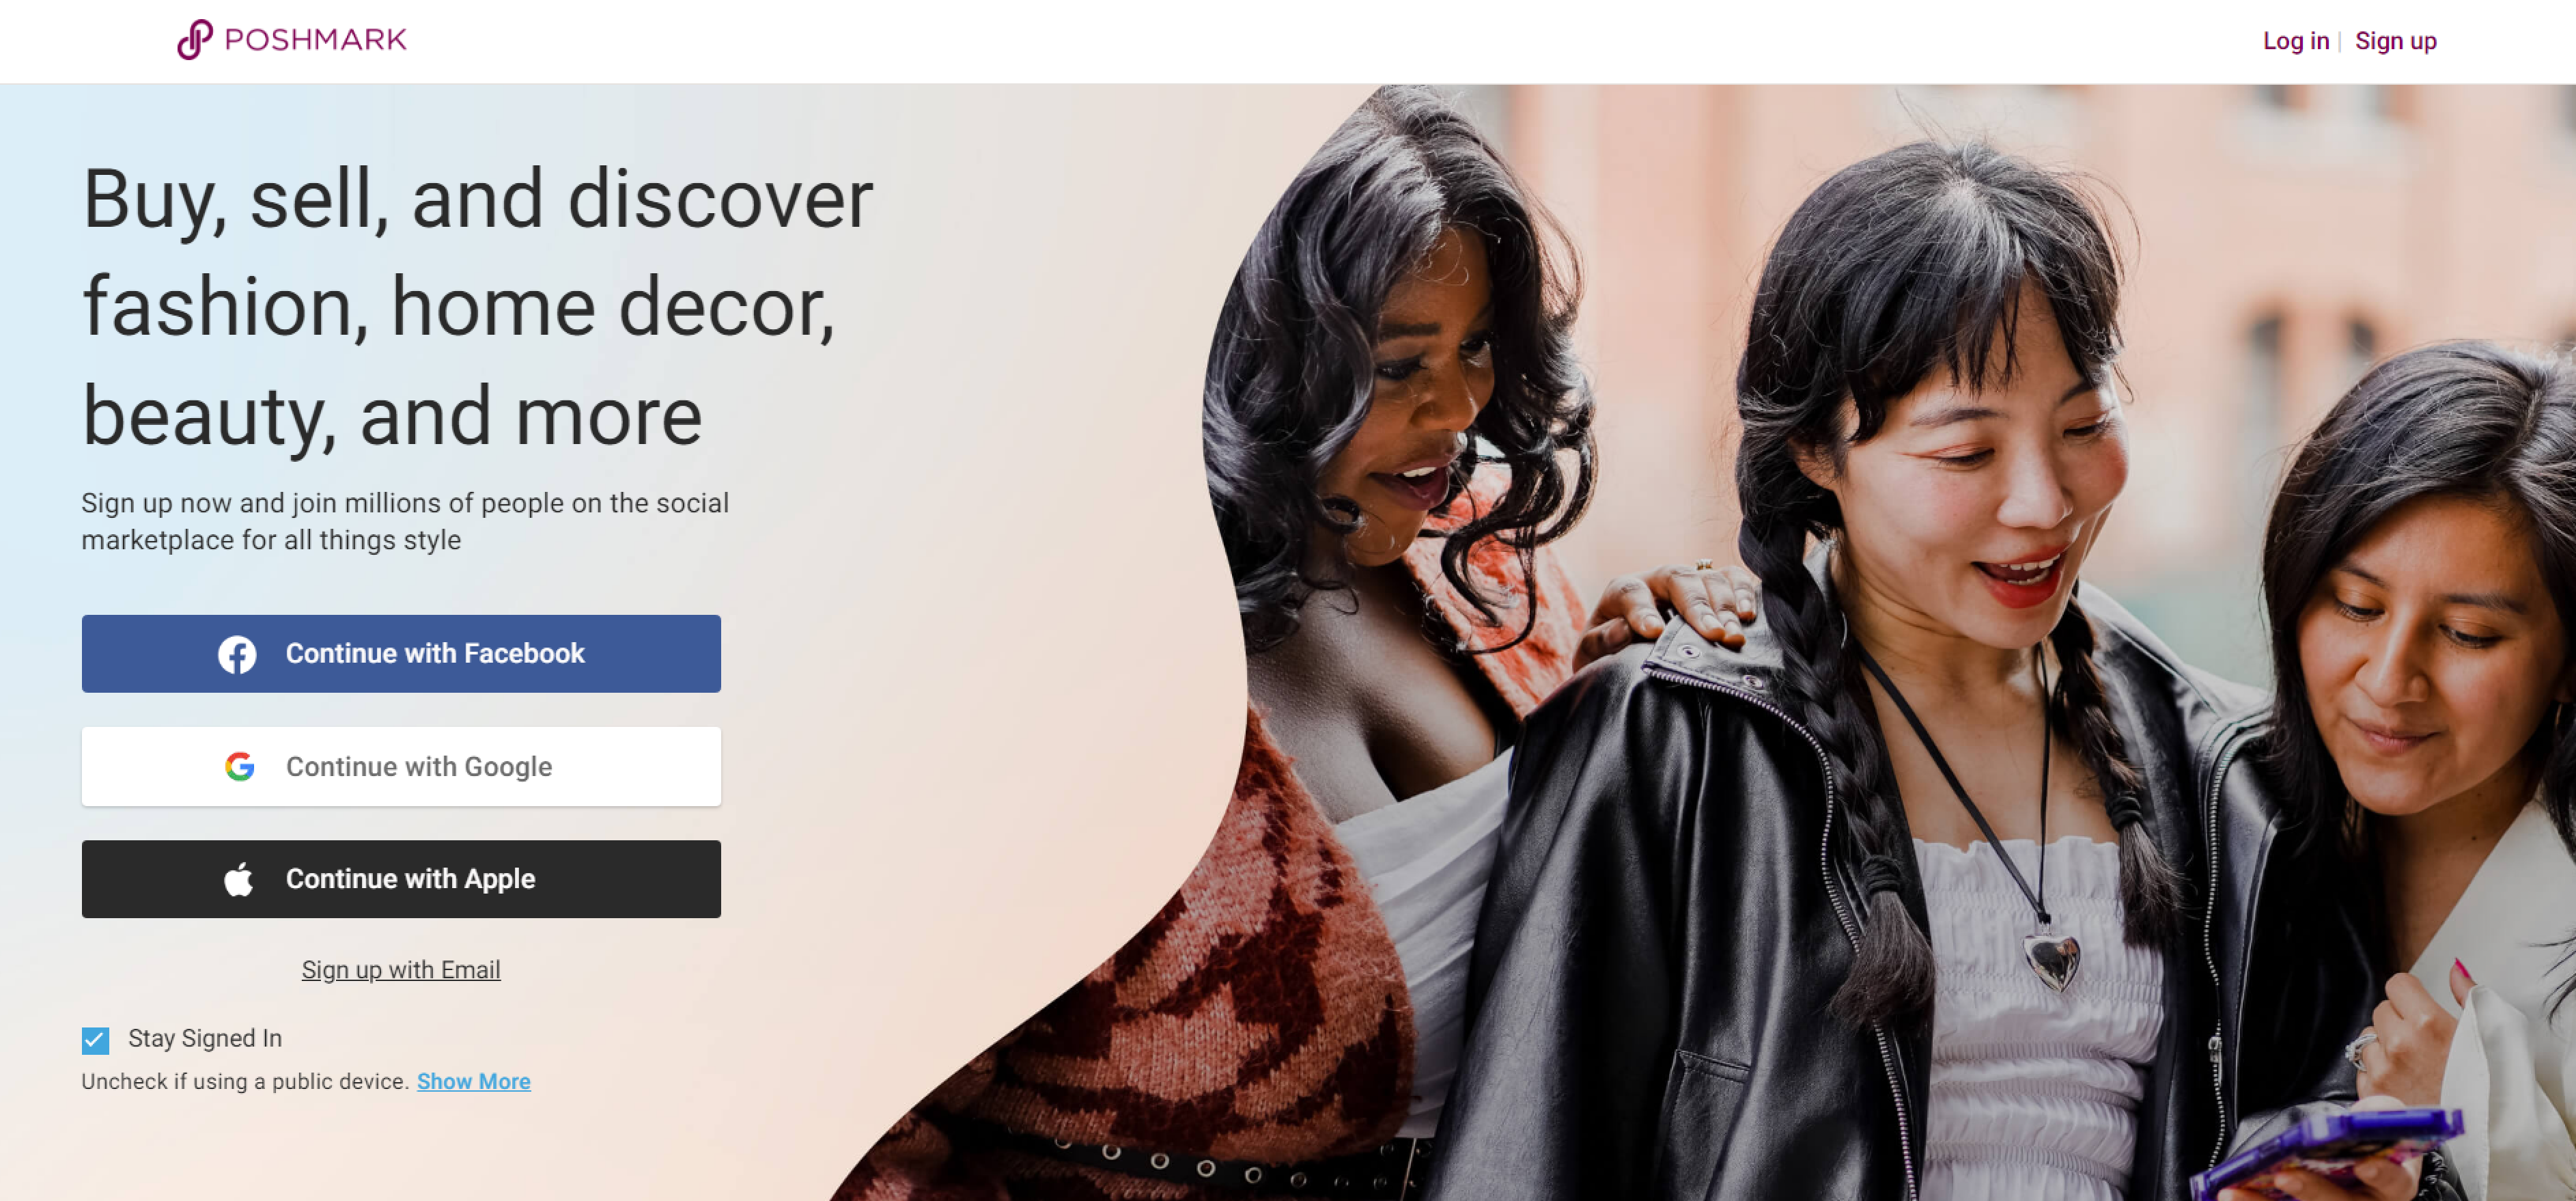 POSHMARK
Log in | Sign up
Buy, sell, and discover
fashion, home decor,
beauty, and more
Sign up now and join millions of people on the social
marketplace for all things style
Continue with Facebook
Continue with Google
Continue with Apple
Sign up with Email
Stay Signed In
Uncheck if using a public device. Show More